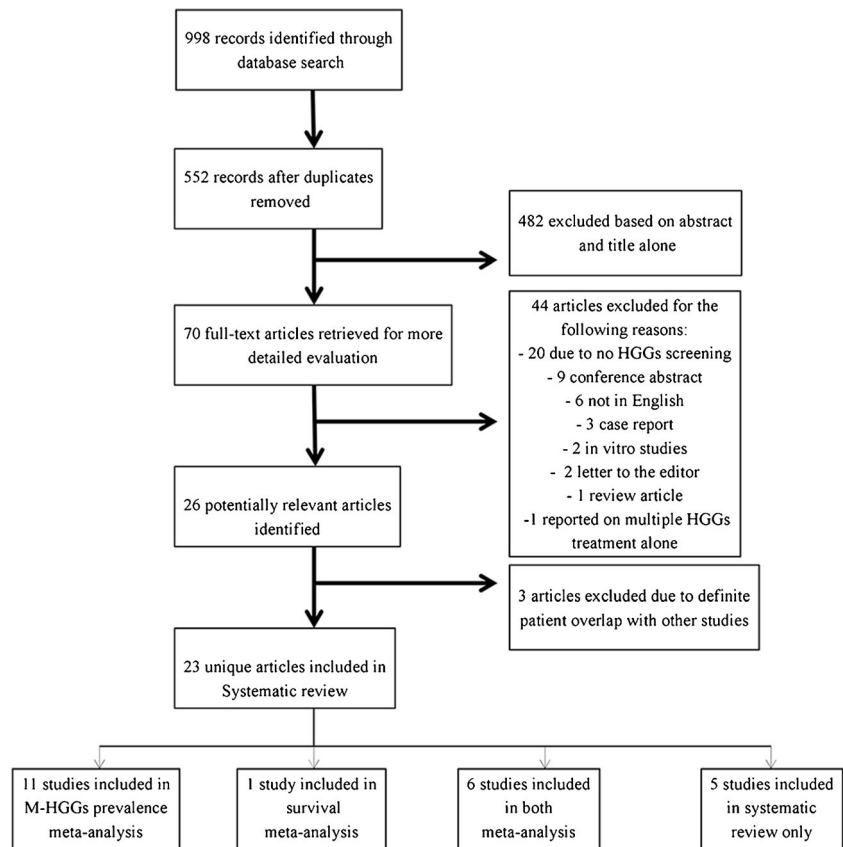 998 records identified through
database search
552 records after duplicates
removed
482 excluded based on abstract
and title alone
70 full-text articles retrieved for more
detailed evaluation
44 articles excluded for the
following reasons:
- 20 due to no HGGs screening
- 9 conference abstract
- 6 not in English
- 3 case report
- 2 in vitro studies
- 2 letter to the editor
- 1 review article
-1 reported on multiple HGGs
treatment alone
26 potentially relevant articles
identified
3 articles excluded due to definite
patient overlap with other studies
23 unique articles included in
Systematic review
11 studies included in
M-HGGs prevalence
meta-analysis
1 study included in
survival
meta-analysis
6 studies included
in both
meta-analysis
5 studies included
in systematic
review only